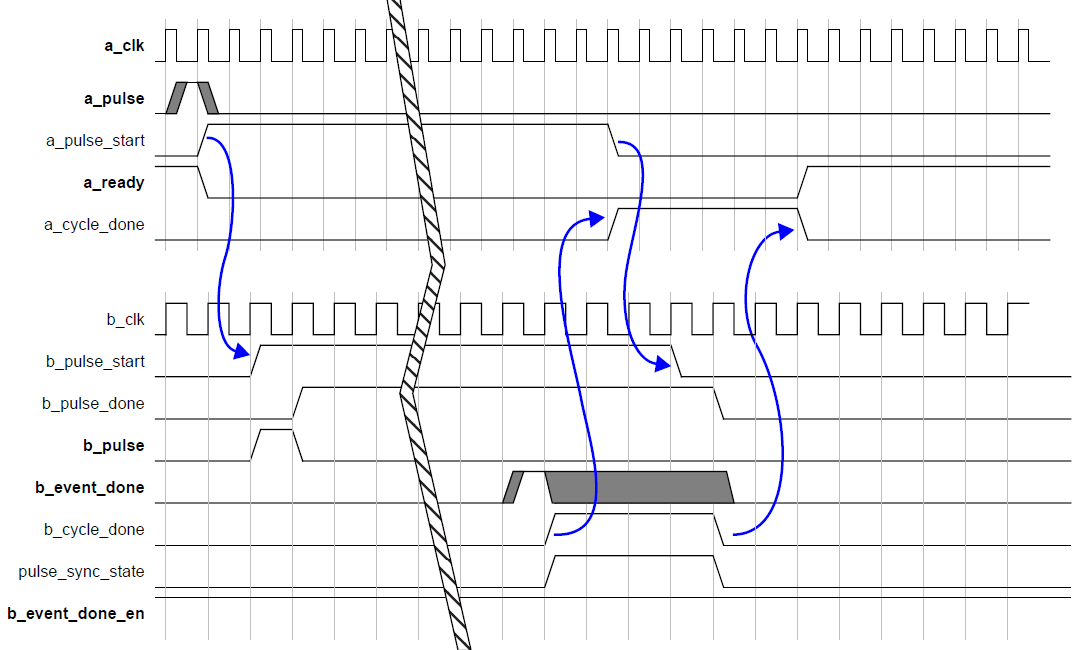 a_clk
a_pulse
a_pulse_start
a_ready
a_cycle_done
b_clk
b_pulse_start
b_pulse_done
b_pulse
b_event_done
b_cycle_done
pulse_sync_state
b_event_done_en